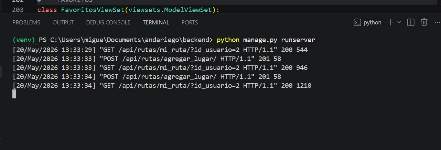 203 class FavoritosViewSet(viewsets.ModelViewSet):
PROBLEMS OUTPUT DEBUG CONSOLE TERMINAL PORTS
python
(venv) PS C:\Users\migua\Documents\andariego\backend> python manage.py runserver
[20/May/2026 13:33:29] "GET /api/rutas/mi_ruta/?id_usuario=2 HTTP/1.1" 200 544
[20/May/2026 13:33:33] "POST /api/rutas/agregar_lugar/ HTTP/1.1" 201 58
[20/May/2026 13:33:33] "GET /api/rutas/mi_ruta/?id_usuario=2 HTTP/1.1" 200 946
[20/May/2026 13:33:34] "POST /api/rutas/agregar_lugar/ HTTP/1.1" 201 58
[20/May/2026 13:33:34] "GET /api/rutas/mi_ruta/?id_usuario=2 HTTP/1.1" 200 1210